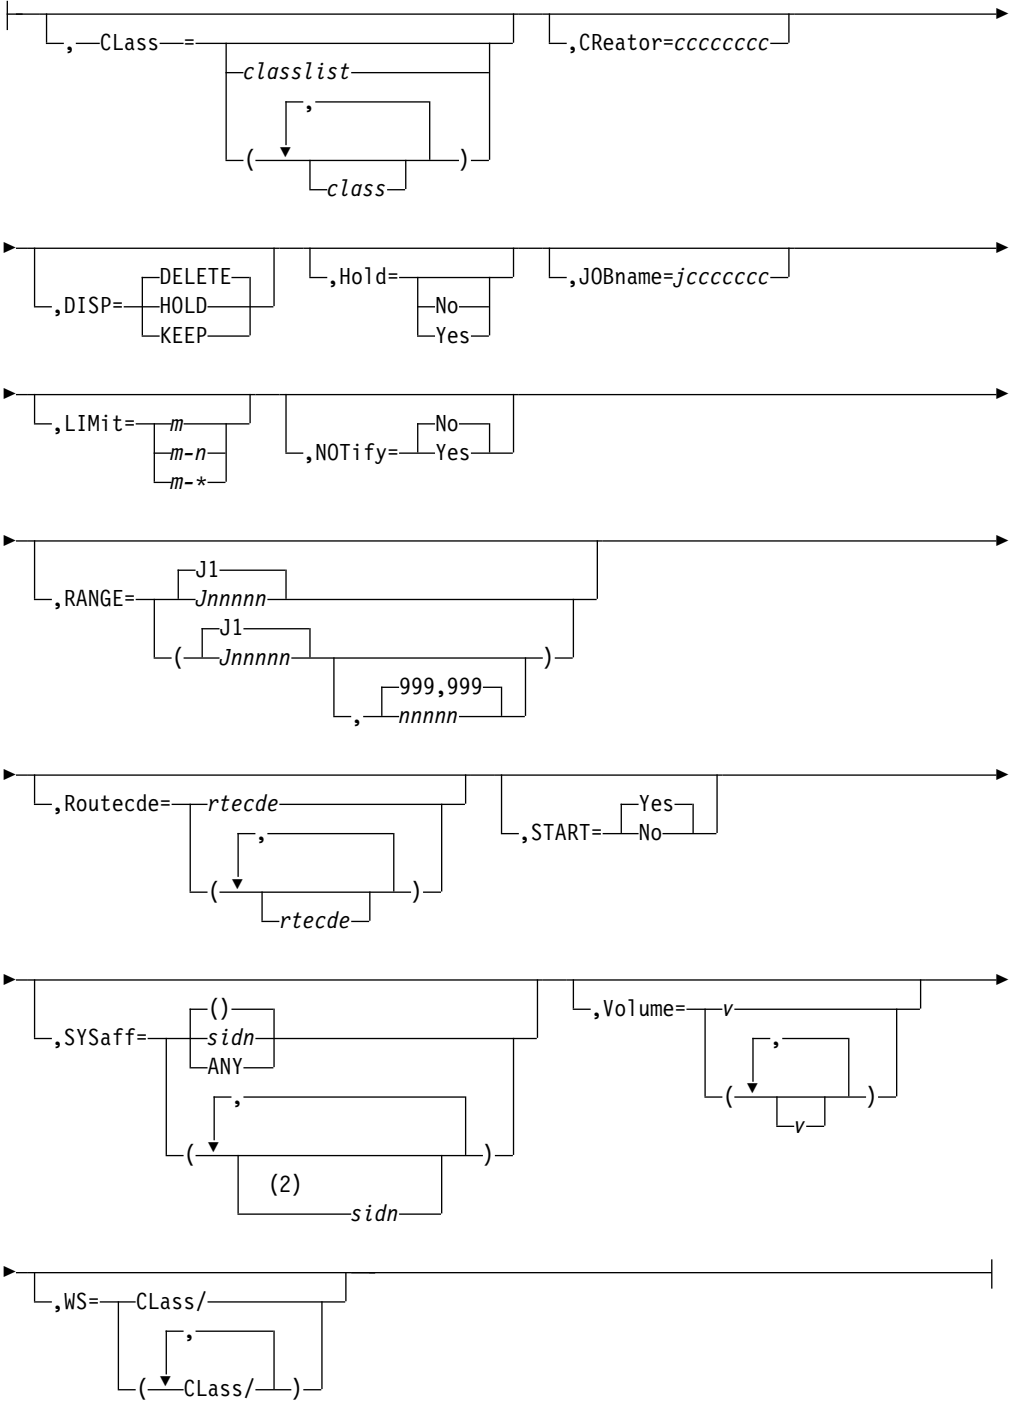 ,—CLass = ,CReator=cccccccc
classlist
,
( )
class
,DISP= DELETE ,Hold= ,JOBname=jccccccc
HOLD No
KEEP Yes
,LIMit= m ,NOTify= No
m-n Yes
m-*
,RANGE= J1
Jnnnnn
( J1 )
Jnnnnn
, 999,999
nnnnn
,Routecde= rtecde ,START= Yes
, No
( )
rtecde
,SYSaff= () ,Volume= v
sidn ,
ANY ( )
, v
( )
(2)
sidn
,WS= CLass/
,
( CLass/ )